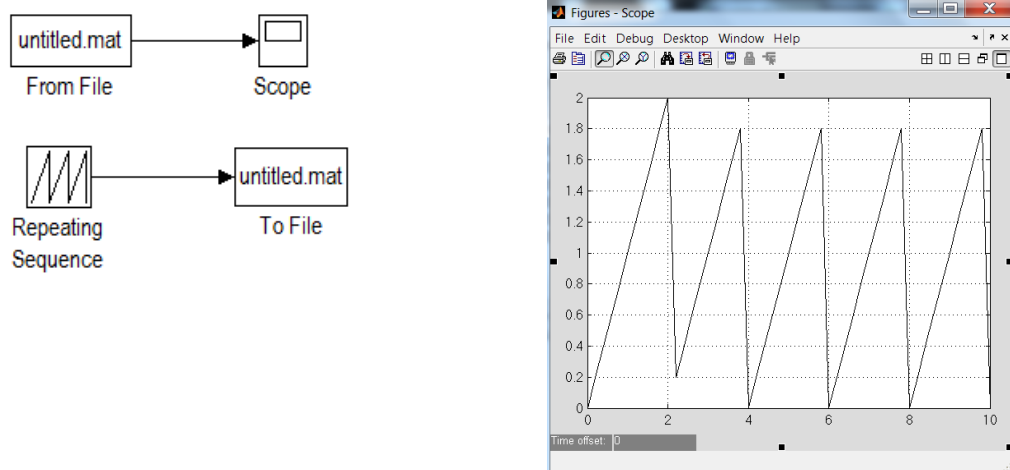 untitled.mat
From File
Scope
Repeating
Sequence
untitled.mat
To File
Figures - Scope
File Edit Debug Desktop Window Help
2
1.8
1.6
1.4
1.2
1
0.8
0.6
0.4
0.2
0
0 2 4 6 8 10
Time offset: 0